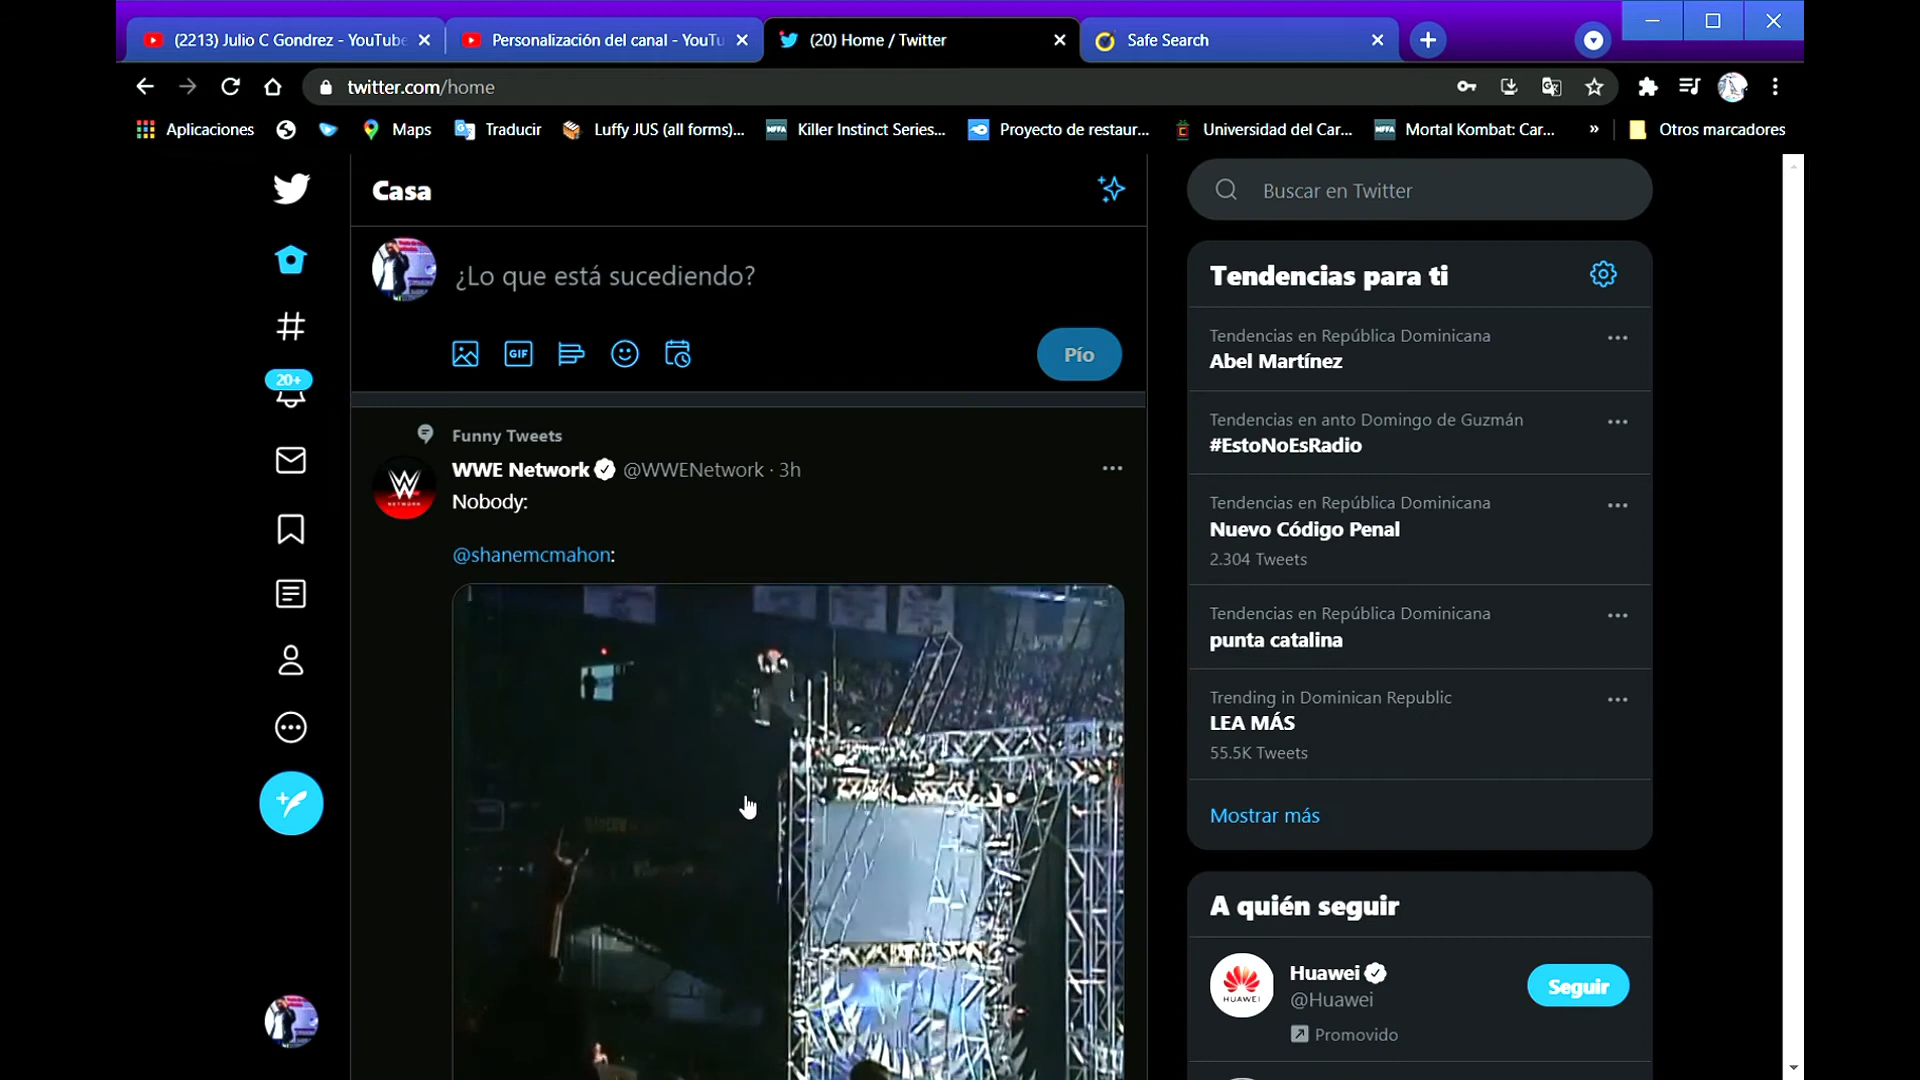 (2213) Julio C Gondrez - YouTube
Personalización del canal - YouTu
(20) Home / Twitter
Safe Search
twitter.com/home
Aplicaciones
Maps
Traducir
Luffy JUS (all forms)...
Killer Instinct Series...
Proyecto de restaur...
Universidad del Car...
Mortal Kombat: Car...
»
Otros marcadores
Casa
¿Lo que está sucediendo?
GIF
Pío
20+
Funny Tweets
WWE Network @WWENetwork · 3h
Nobody:
@shanemcmahon:
Buscar en Twitter
Tendencias para ti
Tendencias en República Dominicana
Abel Martínez
Tendencias en anto Domingo de Guzmán
#EstoNoEsRadio
Tendencias en República Dominicana
Nuevo Código Penal
2.304 Tweets
Tendencias en República Dominicana
punta catalina
Trending in Dominican Republic
LEA MÁS
55.5K Tweets
Mostrar más
A quién seguir
HUAWEI
Huawei
@Huawei
Promovido
Seguir